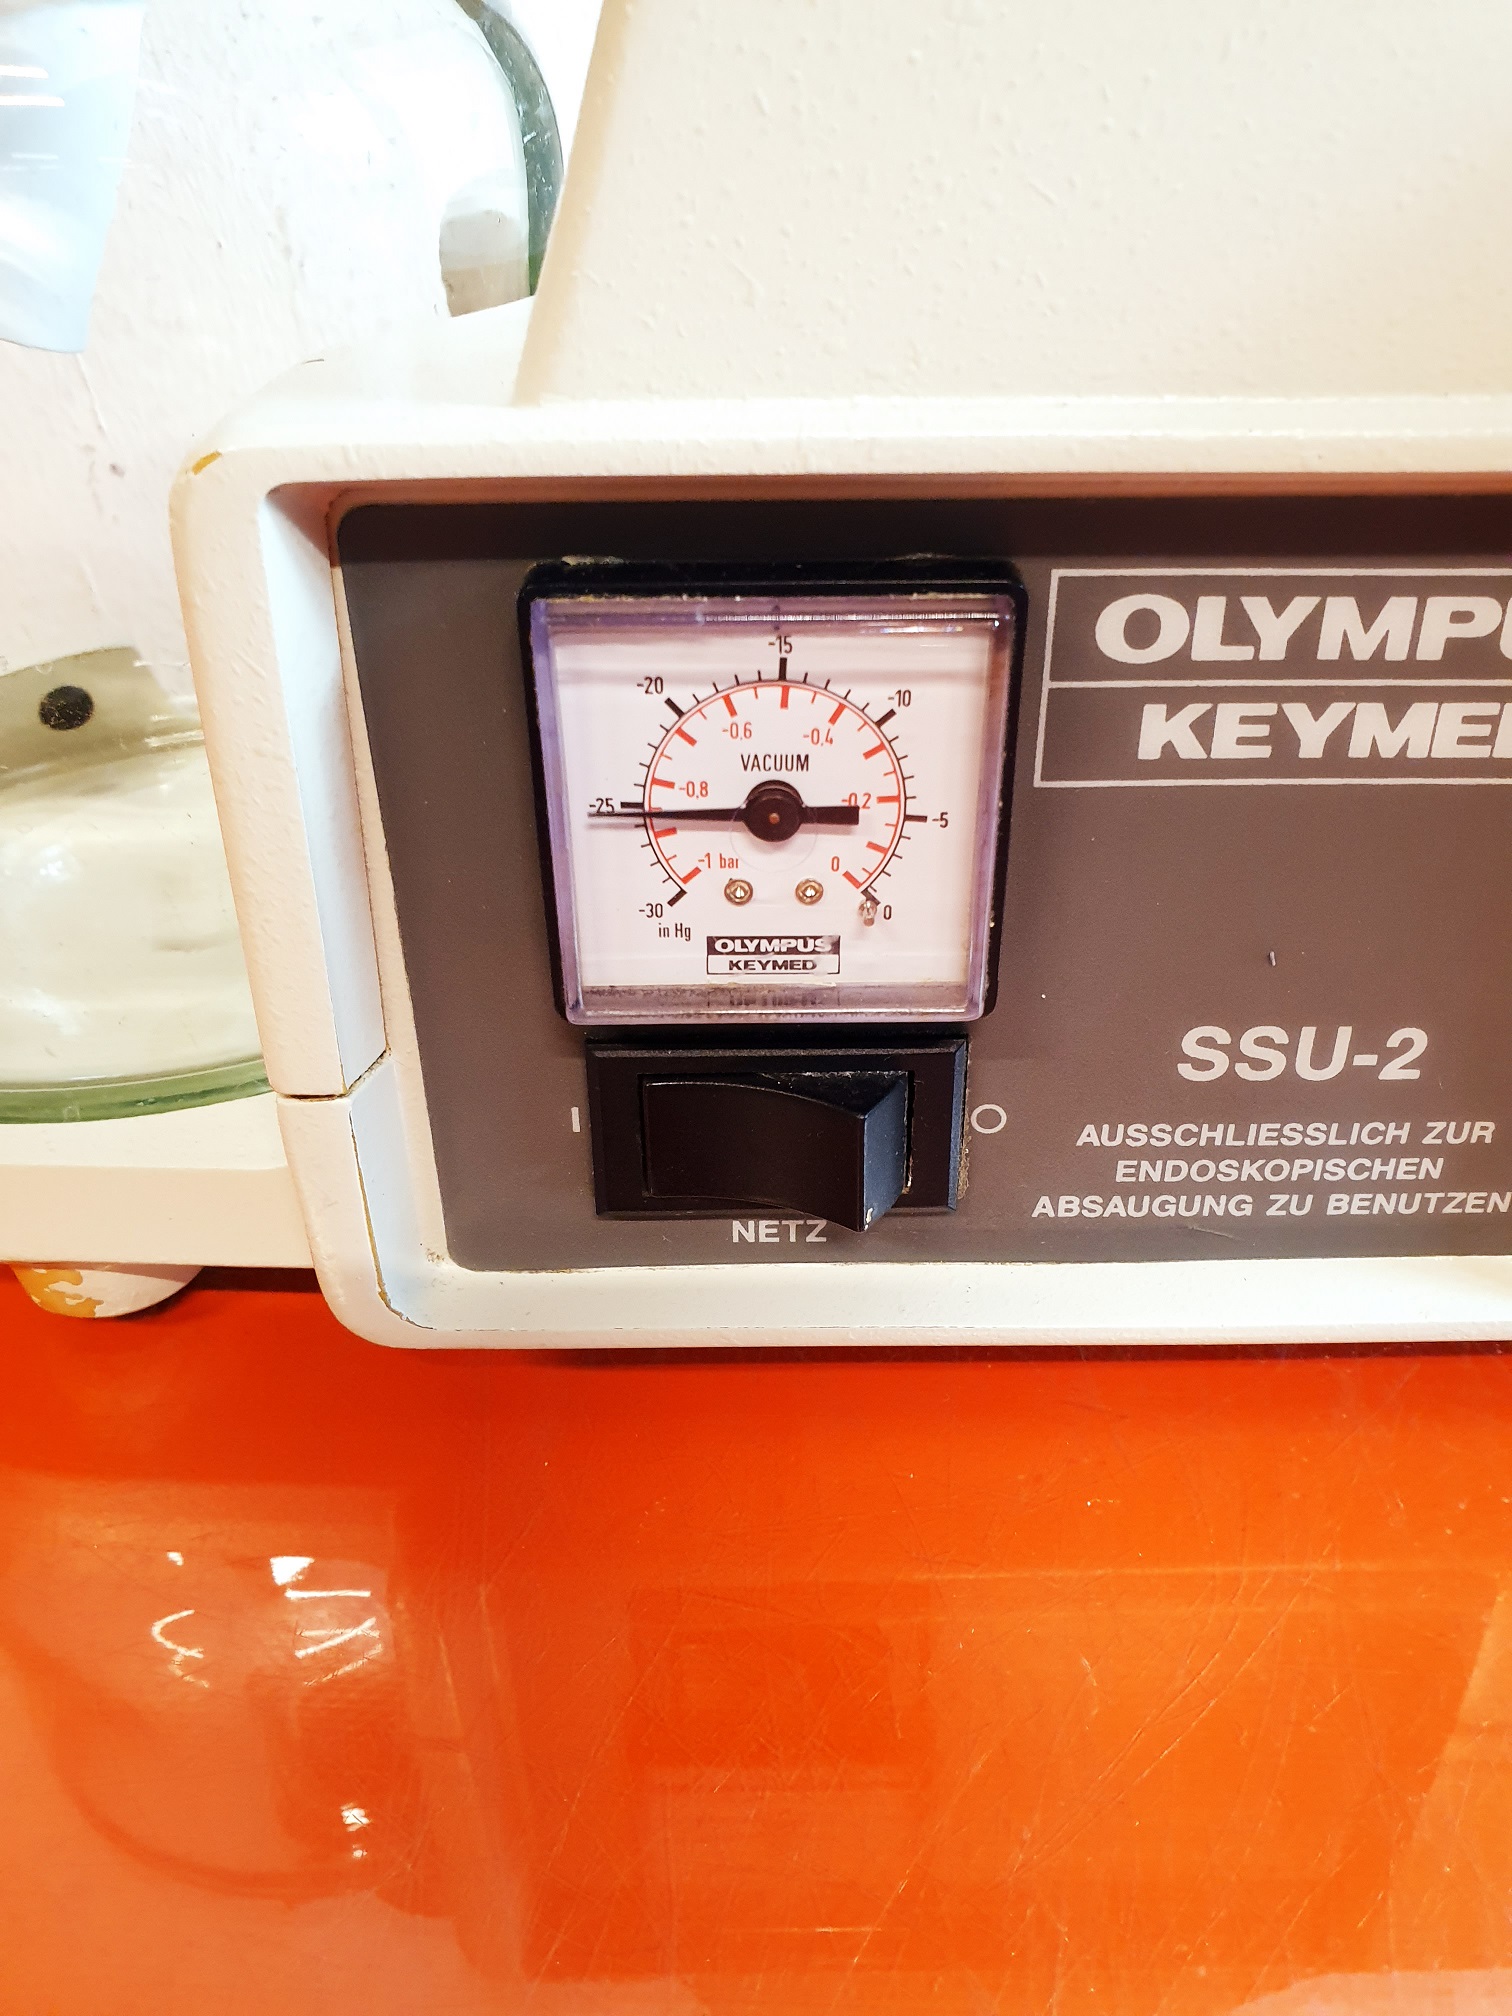 -15
-20
-10
-0,6
-0,4
VACUUM
-0,8
-0,2
-25
-5
-1 bar
0
-30
0
in Hg
OLYMPUS
KEYMED
I
O
NETZ
OLYMPU
KEYME
SSU-2
AUSSCHLIESSLICH ZUR
ENDOSKOPISCHEN
ABSAUGUNG ZU BENUTZEN